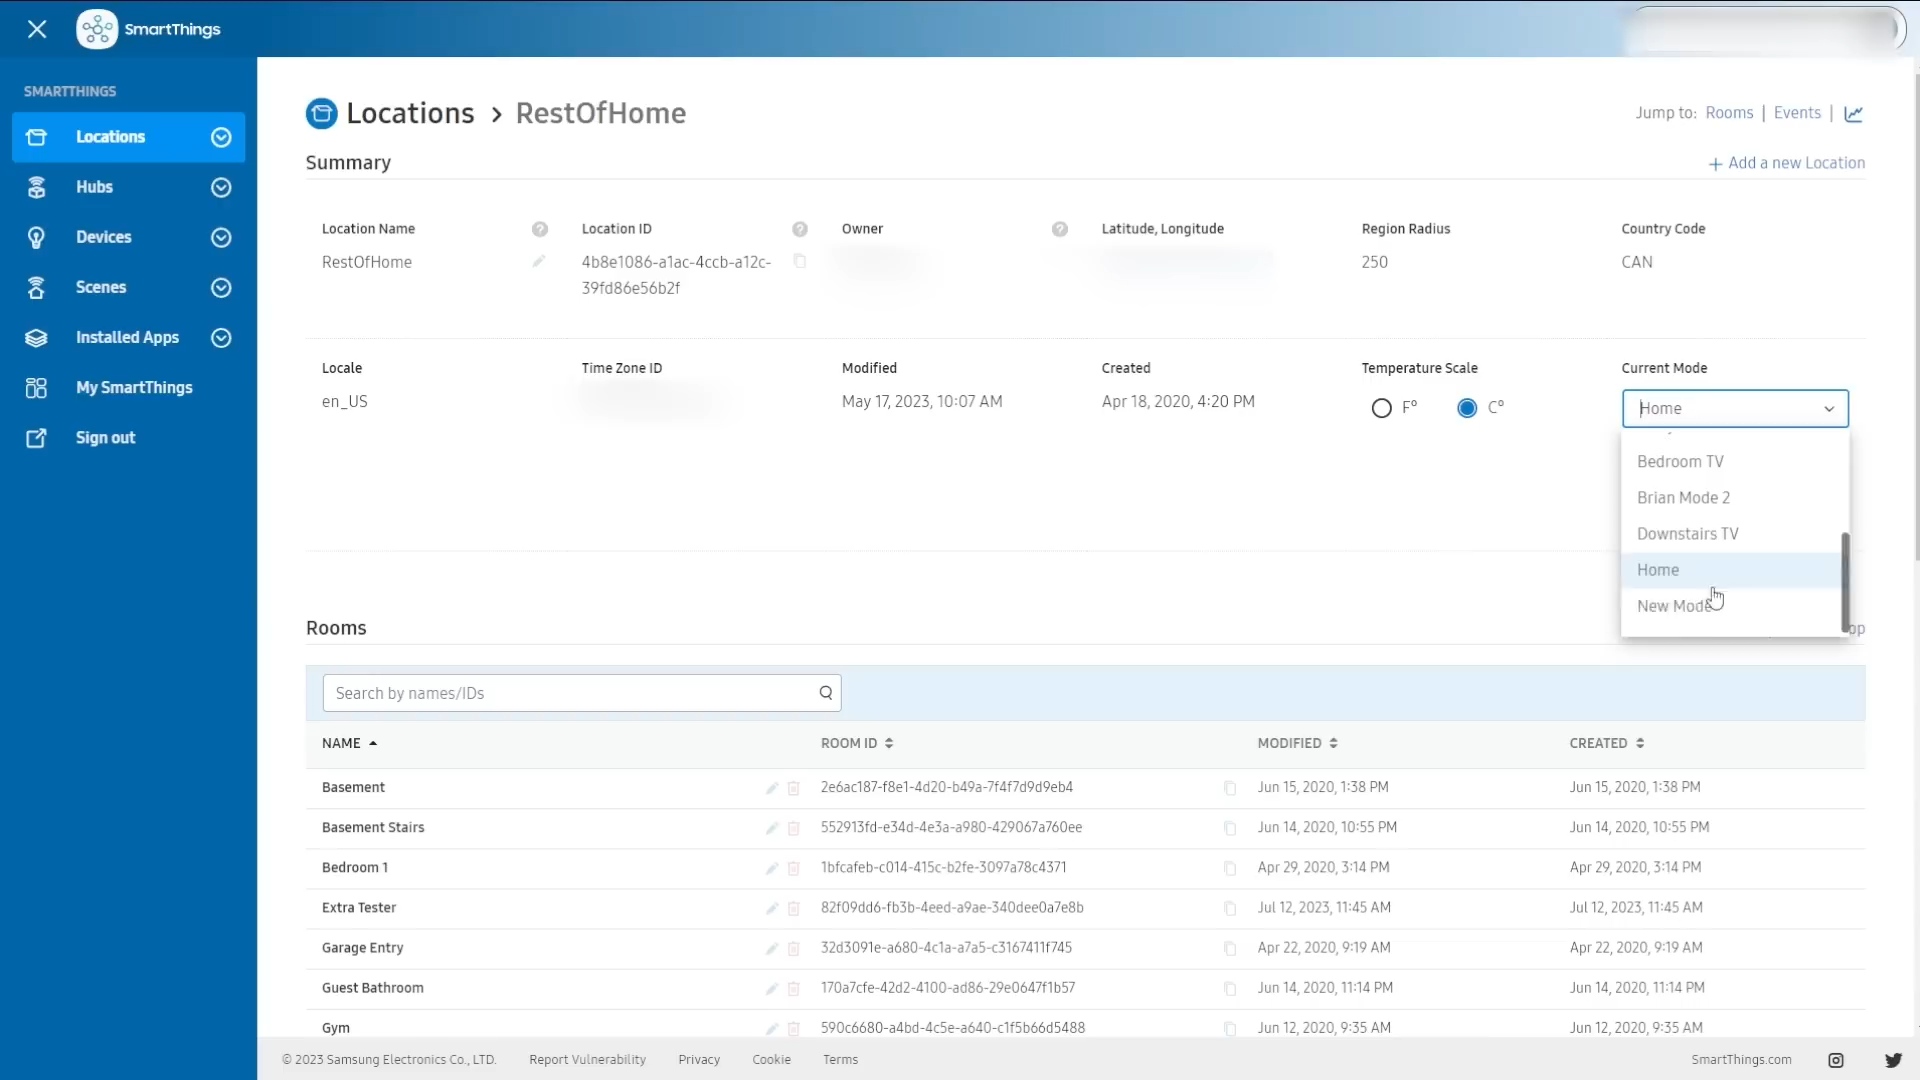 SmartThings
SMARTTHINGS
Locations
Hubs
Devices
Scenes
Installed Apps
My SmartThings
Sign out
Locations > RestOfHome
Jump to: Rooms | Events |
Summary
+ Add a new Location
Location Name
RestOfHome
Location ID
4b8e1086-a1ac-4ccb-a12c-
39fd86e56b2f
Owner
Latitude, Longitude
Region Radius
250
Country Code
CAN
Locale
en_US
Time Zone ID
Modified
May 17, 2023, 10:07 AM
Created
Apr 18, 2020, 4:20 PM
Temperature Scale
F° C°
Current Mode
Home
Bedroom TV
Brian Mode 2
Downstairs TV
Home
New Mode
Rooms
Search by names/IDs
NAME ROOM ID MODIFIED CREATED
Basement 2e6ac187-f8e1-4d20-b49a-7f4f7d9d9eb4 Jun 15, 2020, 1:38 PM Jun 15, 2020, 1:38 PM
Basement Stairs 552913fd-e34d-4e3a-a980-429067a760ee Jun 14, 2020, 10:55 PM Jun 14, 2020, 10:55 PM
Bedroom 1 1bfcafeb-c014-415c-b2fe-3097a78c4371 Apr 29, 2020, 3:14 PM Apr 29, 2020, 3:14 PM
Extra Tester 82f09dd6-fb3b-4eed-a9ae-340dee0a7e8b Jul 12, 2023, 11:45 AM Jul 12, 2023, 11:45 AM
Garage Entry 32d3091e-a680-4c1a-a7a5-c3167411f745 Apr 22, 2020, 9:19 AM Apr 22, 2020, 9:19 AM
Guest Bathroom 170a7cfe-42d2-4100-ad86-29e0647f1b57 Jun 14, 2020, 11:14 PM Jun 14, 2020, 11:14 PM
Gym 590c6680-a4bd-4c5e-a640-c1f5b66d5488 Jun 12, 2020, 9:35 AM Jun 12, 2020, 9:35 AM
© 2023 Samsung Electronics Co., LTD. Report Vulnerability Privacy Cookie Terms SmartThings.com